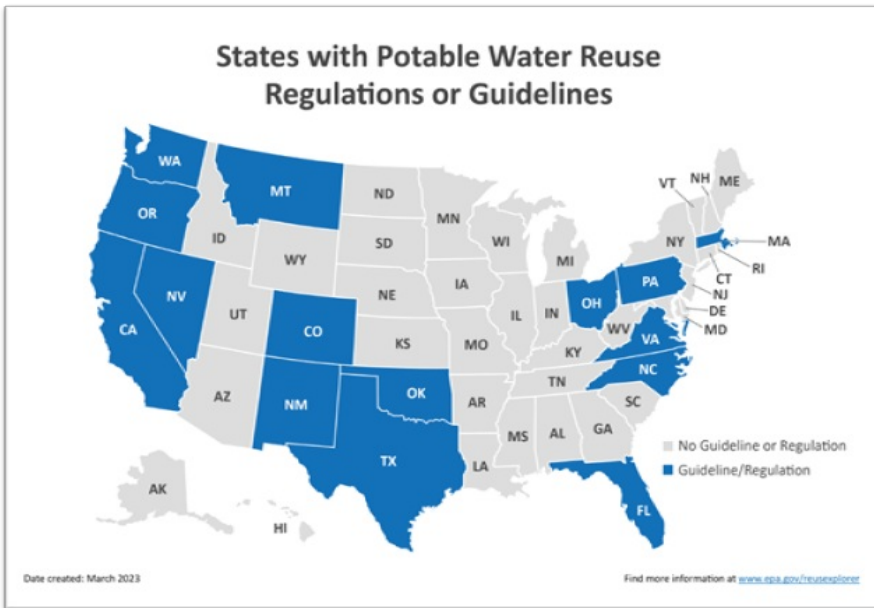 States with Potable Water Reuse
Regulations or Guidelines
WA
MT
ND
MN
VT
NH
ME
OR
ID
SD
WI
MI
NY
MA
WY
RI
CT
NV
NE
IA
PA
NJ
UT
CO
IL
IN
OH
DE
CA
KS
MO
WV
VA
MD
KY
NC
AZ
NM
OK
AR
TN
SC
TX
MS
AL
GA
LA
No Guideline or Regulation
Guideline/Regulation
AK
HI
FL
Date created: March 2023
Find more information at www.epa.gov/reusexplorer